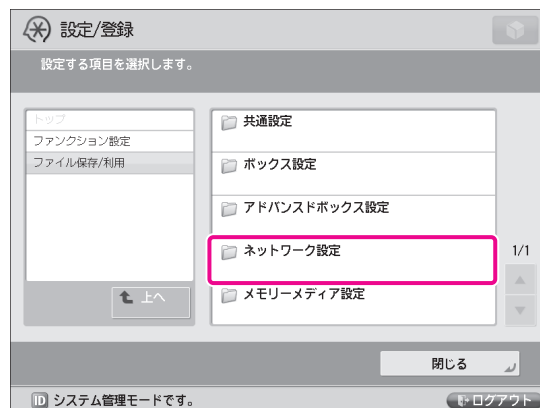 設定/登録
設定する項目を選択します。
トップ
ファンクション設定
ファイル保存/利用
共通設定
ボックス設定
アドバンスドボックス設定
ネットワーク設定
メモリーメディア設定
1/1
上へ
閉じる
ID システム管理モードです。
ログアウト